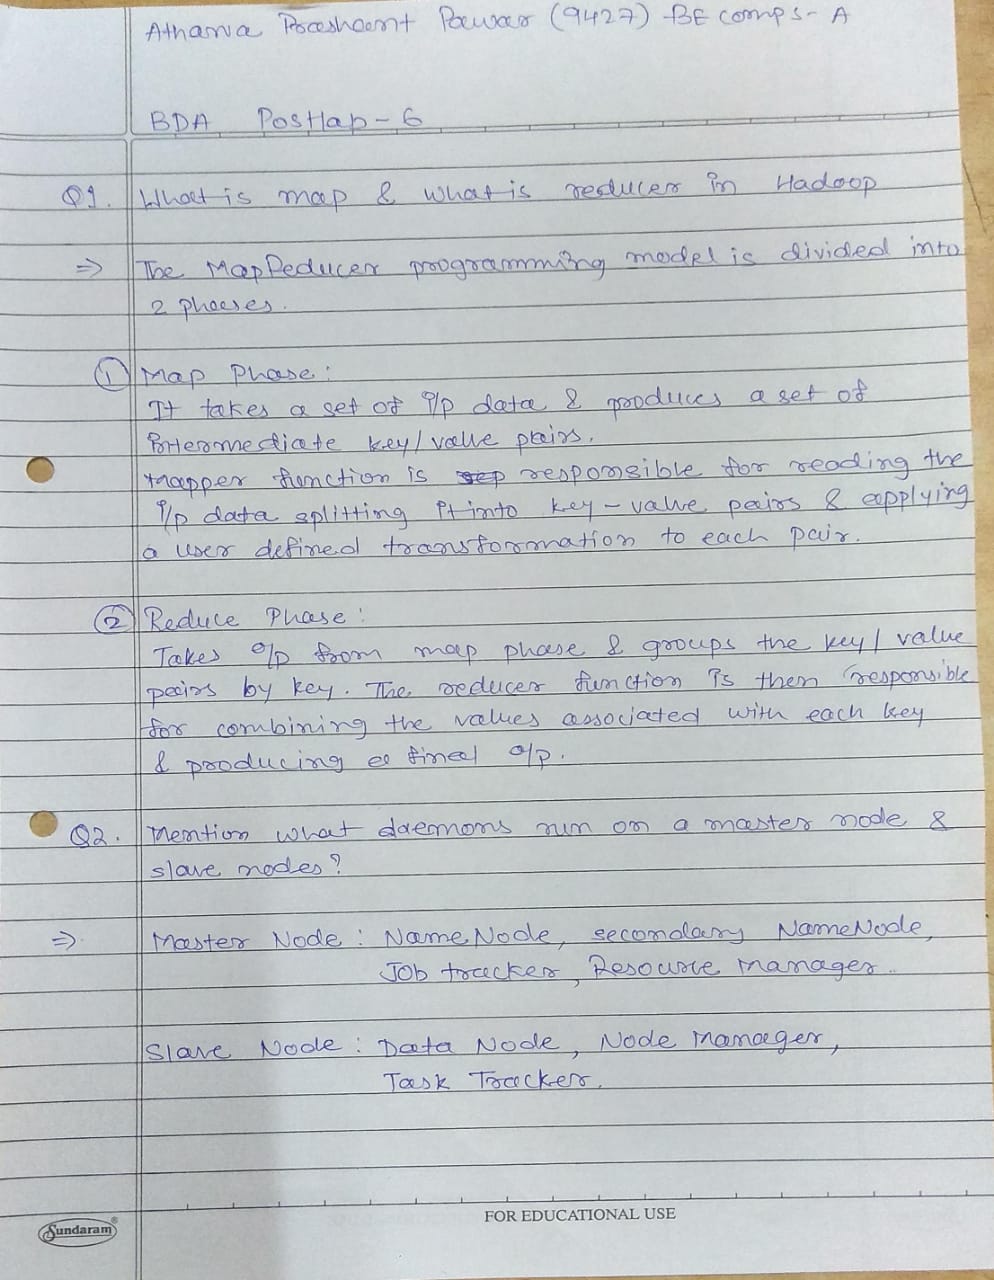 Atharva Prashant Pawar (9427) BE comps - A
BDA Postlab - 6
Q1. What is map & what is reducer in Hadoop
⇒ The MapReducer programming model is divided into
2 phases.
① Map Phase :
It takes a set of i/p data & produces a set of
intermediate key/value pairs.
mapper function is responsible for reading the
i/p data splitting it into key-value pairs & applying
a user defined transformation to each pair.
② Reduce Phase :
Takes o/p from map phase & groups the key/value
pairs by key. The reducer function is then responsible
for combining the values associated with each key
& producing a final o/p.
Q2. Mention what daemons run on a master node &
slave nodes?
⇒ Master Node : NameNode, secondary NameNode,
Job tracker, Resource manager.
Slave Node : Data Node, Node Manager,
Task Tracker.
FOR EDUCATIONAL USE
Sundaram®